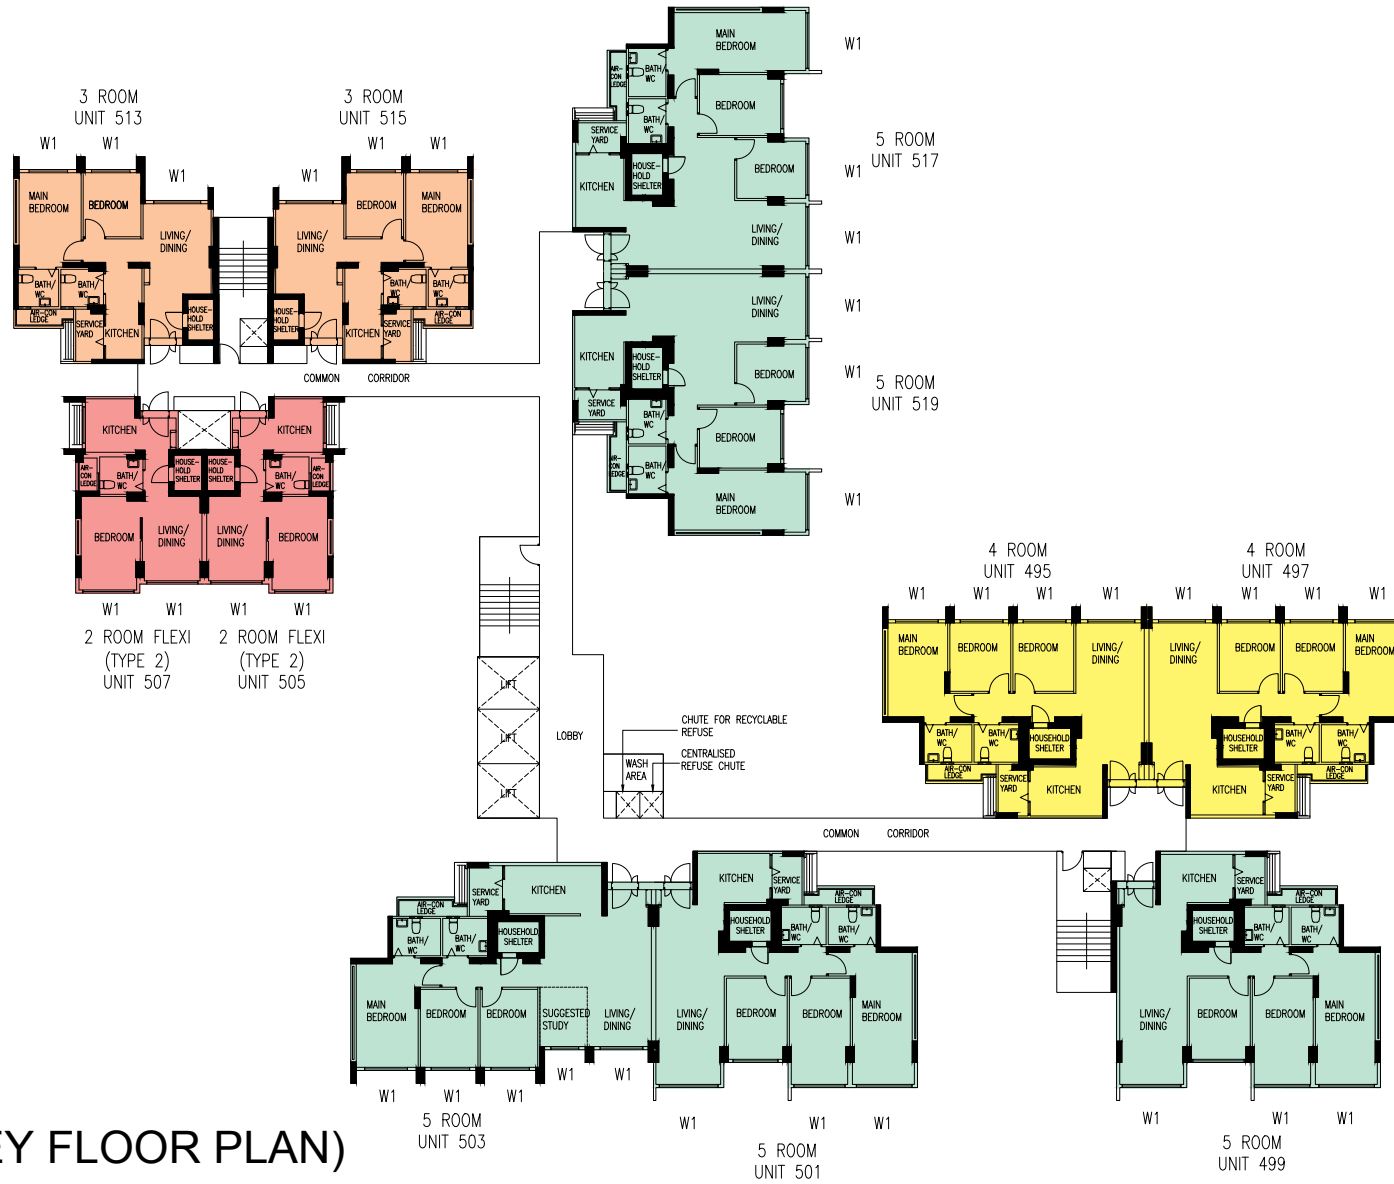 3 ROOM
UNIT 513
3 ROOM
UNIT 515
W1
W1
W1
W1
W1
W1
MAIN
BEDROOM
BEDROOM
LIVING/
DINING
BATH/
WC
AIR-CON
LEDGE
SERVICE
YARD
KITCHEN
HOUSE-
HOLD
SHELTER
LIVING/
DINING
BEDROOM
MAIN
BEDROOM
HOUSE-
HOLD
SHELTER
KITCHEN
SERVICE
YARD
BATH/
WC
BATH/
WC
AIR-CON
LEDGE
COMMON CORRIDOR
MAIN
BEDROOM
W1
AIR-
CON
LEDGE
BATH/
WC
BEDROOM
BATH/
WC
SERVICE
YARD
5 ROOM
UNIT 517
HOUSE-
HOLD
SHELTER
BEDROOM
W1
KITCHEN
LIVING/
DINING
W1
LIVING/
DINING
W1
KITCHEN
HOUSE-
HOLD
SHELTER
BEDROOM
W1
5 ROOM
UNIT 519
SERVICE
YARD
BATH/
WC
BEDROOM
AIR-
CON
LEDGE
BATH/
WC
MAIN
BEDROOM
W1
KITCHEN
KITCHEN
AIR-
CON
LEDGE
BATH/
WC
HOUSE-
HOLD
SHELTER
HOUSE-
HOLD
SHELTER
BATH/
WC
AIR-
CON
LEDGE
BEDROOM
LIVING/
DINING
LIVING/
DINING
BEDROOM
W1
W1
W1
W1
2 ROOM FLEXI
(TYPE 2)
UNIT 507
2 ROOM FLEXI
(TYPE 2)
UNIT 505
LIFT
LIFT
LIFT
LOBBY
CHUTE FOR RECYCLABLE
REFUSE
CENTRALISED
REFUSE CHUTE
WASH
AREA
4 ROOM
UNIT 495
4 ROOM
UNIT 497
W1
W1
W1
W1
W1
W1
W1
W1
MAIN
BEDROOM
BEDROOM
BEDROOM
LIVING/
DINING
LIVING/
DINING
BEDROOM
BEDROOM
MAIN
BEDROOM
BATH/
WC
BATH/
WC
HOUSEHOLD
SHELTER
HOUSEHOLD
SHELTER
BATH/
WC
BATH/
WC
AIR-CON
LEDGE
SERVICE
YARD
KITCHEN
KITCHEN
SERVICE
YARD
AIR-CON
LEDGE
COMMON CORRIDOR
SERVICE
YARD
KITCHEN
KITCHEN
SERVICE
YARD
AIR-CON
LEDGE
AIR-CON
LEDGE
BATH/
WC
BATH/
WC
HOUSEHOLD
SHELTER
HOUSEHOLD
SHELTER
BATH/
WC
BATH/
WC
MAIN
BEDROOM
BEDROOM
BEDROOM
SUGGESTED
STUDY
LIVING/
DINING
LIVING/
DINING
BEDROOM
BEDROOM
MAIN
BEDROOM
W1
W1
W1
W1
W1
W1
W1
W1
5 ROOM
UNIT 503
5 ROOM
UNIT 501
KITCHEN
SERVICE
YARD
AIR-CON
LEDGE
HOUSEHOLD
SHELTER
BATH/
WC
BATH/
WC
LIVING/
DINING
BEDROOM
BEDROOM
MAIN
BEDROOM
W1
W1
W1
5 ROOM
UNIT 499
EY FLOOR PLAN)